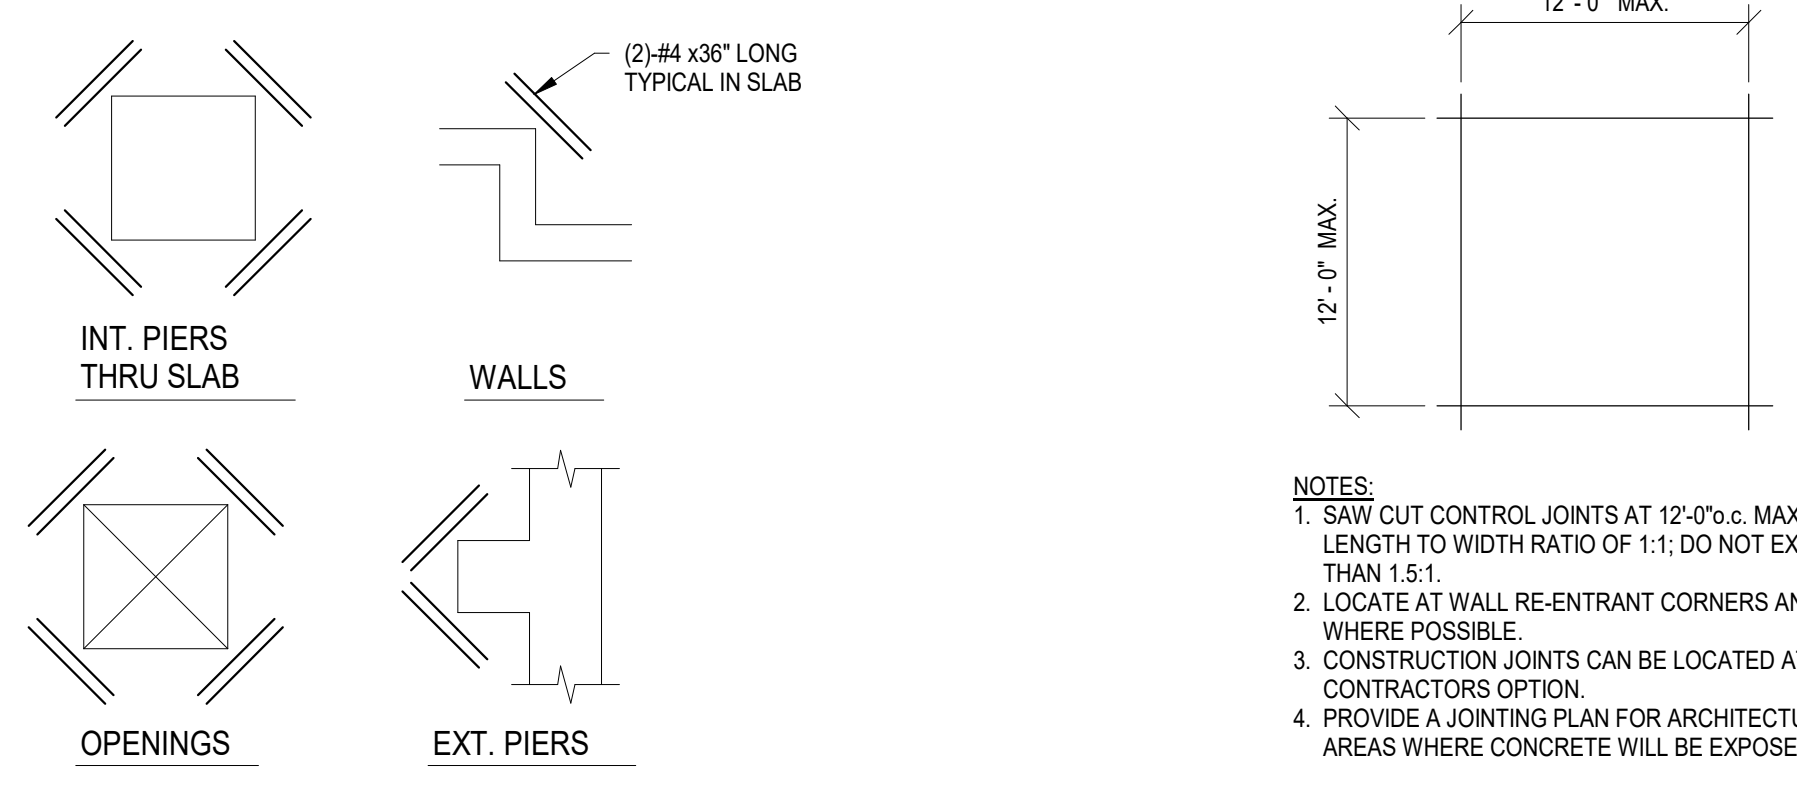 (2)-#4 x36" LONG
TYPICAL IN SLAB
INT. PIERS
THRU SLAB
WALLS
OPENINGS
EXT. PIERS
12' - 0" MAX.
12' - 0" MAX.
NOTES:
1. SAW CUT CONTROL JOINTS AT 12'-0"o.c. MAX
LENGTH TO WIDTH RATIO OF 1:1; DO NOT EX
THAN 1.5:1.
2. LOCATE AT WALL RE-ENTRANT CORNERS AN
WHERE POSSIBLE.
3. CONSTRUCTION JOINTS CAN BE LOCATED AT
CONTRACTORS OPTION.
4. PROVIDE A JOINTING PLAN FOR ARCHITECTU
AREAS WHERE CONCRETE WILL BE EXPOSE